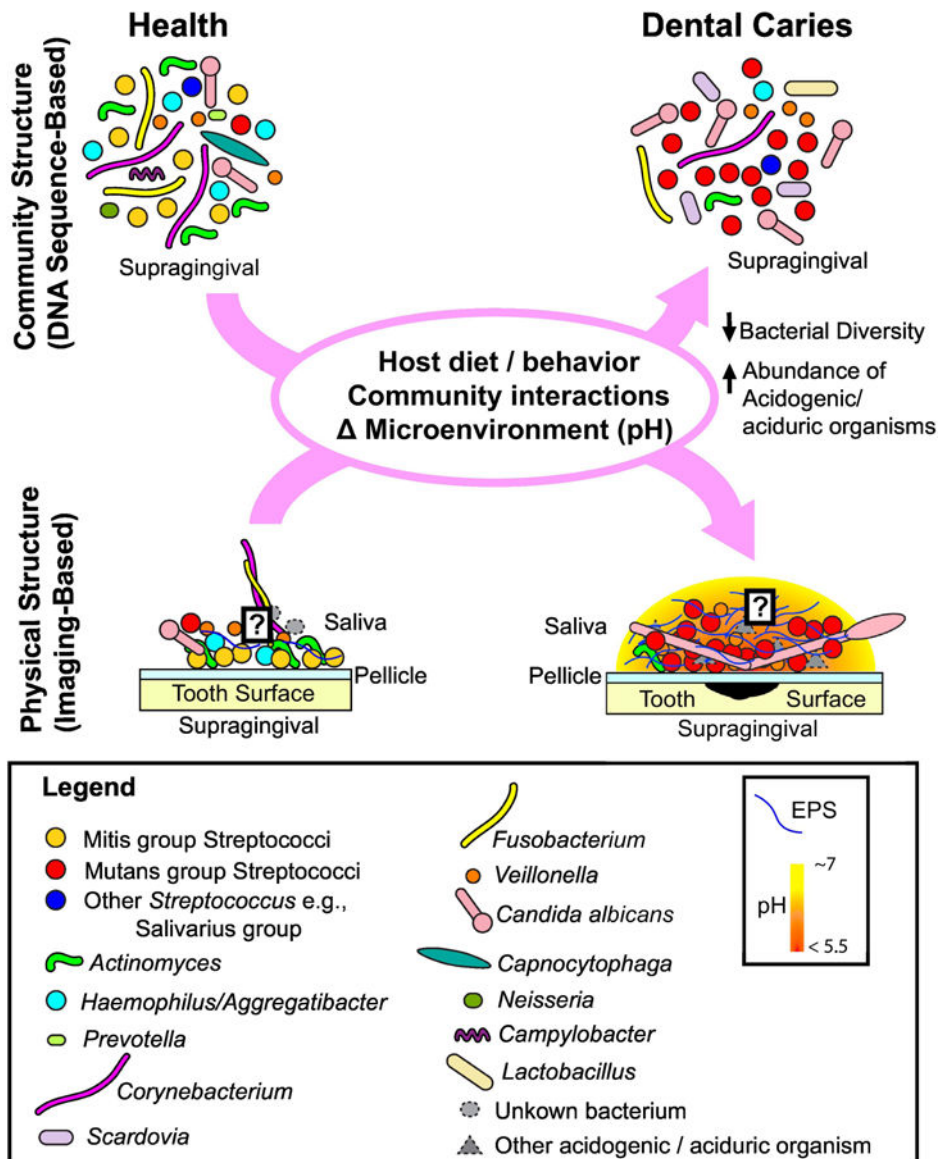 Health
Dental Caries
Community Structure
(DNA Sequence-Based)
Supragingival
Supragingival
Host diet / behavior
Community interactions
Δ Microenvironment (pH)
Bacterial Diversity
Abundance of
Acidogenic/
aciduric organisms
Physical Structure
(Imaging-Based)
?
Saliva
Pellicle
Tooth Surface
Supragingival
?
Saliva
Pellicle
Tooth Surface
Supragingival
Legend
Mitis group Streptococci
Mutans group Streptococci
Other Streptococcus e.g.,
Salivarius group
Actinomyces
Haemophilus/Aggregatibacter
Prevotella
Corynebacterium
Scardovia
Fusobacterium
Veillonella
Candida albicans
Capnocytophaga
Neisseria
Campylobacter
Lactobacillus
Unkown bacterium
Other acidogenic / aciduric organism
EPS
~7
pH
< 5.5